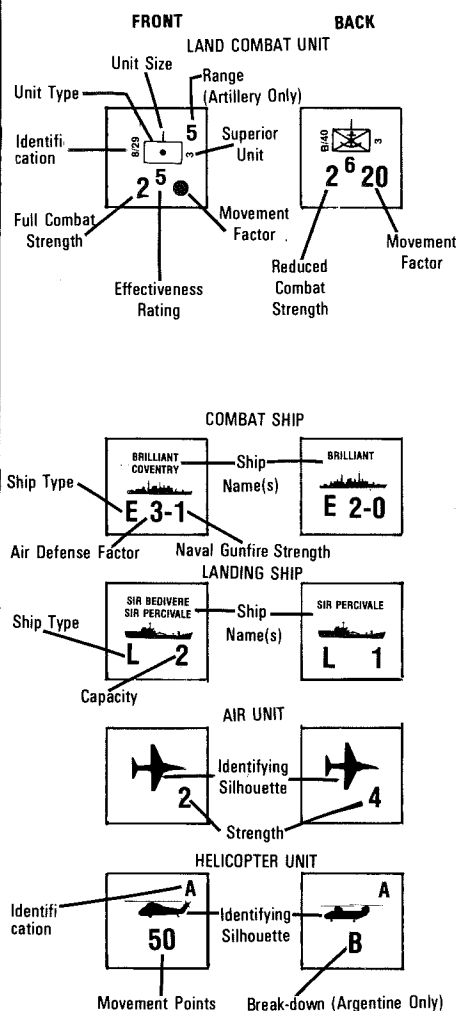 FRONT BACK
LAND COMBAT UNIT
Unit Size
Range
(Artillery Only)
Unit Type
5
Identifi
cation
8/29
3
Superior
Unit
2 5
Full Combat
Strength
Movement
Factor
Effectiveness
Rating
B/40
3
2 6 20
Reduced
Combat
Strength
Movement
Factor
COMBAT SHIP
BRILLIANT
COVENTRY
Ship
Name(s)
BRILLIANT
Ship Type
E 3-1
E 2-0
Air Defense Factor
Naval Gunfire Strength
LANDING SHIP
SIR BEDIVERE
SIR PERCIVALE
Ship
Name(s)
SIR PERCIVALE
Ship Type
L 2
L 1
Capacity
AIR UNIT
Identifying
Silhouette
2
4
Strength
HELICOPTER UNIT
A
A
Identifi
cation
Identifying
Silhouette
50
B
Movement Points
Break-down (Argentine Only)